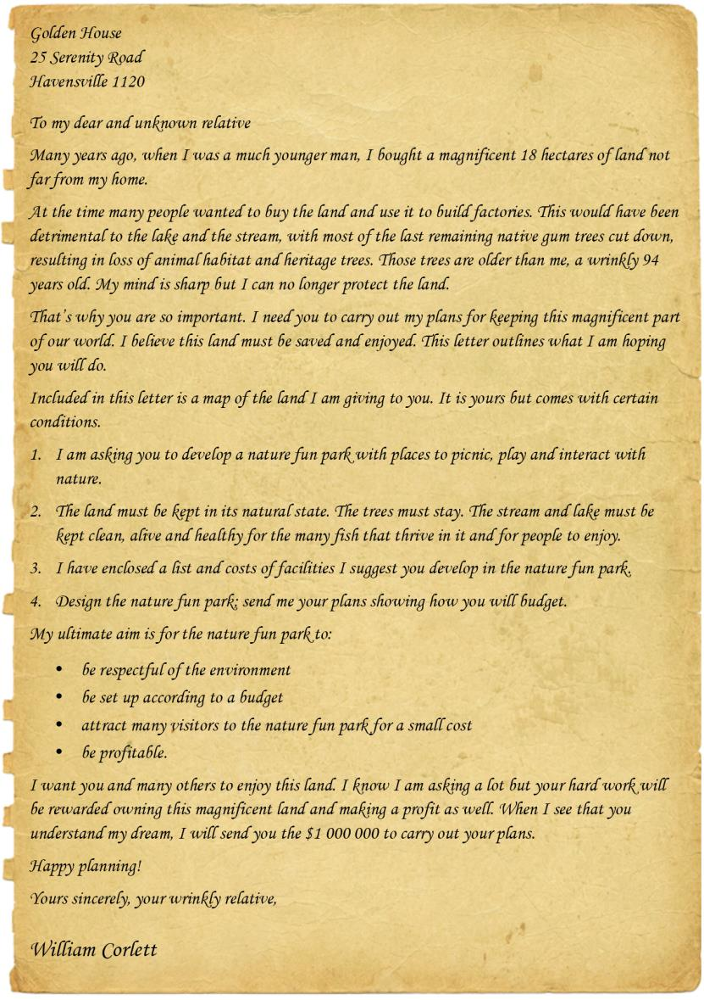 Golden House
25 Serenity Road
Havensville 1120
To my dear and unknown relative
Many years ago, when I was a much younger man, I bought a magnificent 18 hectares of land not
far from my home.
At the time many people wanted to buy the land and use it to build factories. This would have been
detrimental to the lake and the stream, with most of the last remaining native gum trees cut down,
resulting in loss of animal habitat and heritage trees. Those trees are older than me, a wrinkly 94
years old. My mind is sharp but I can no longer protect the land.
That's why you are so important. I need you to carry out my plans for keeping this magnificent part
of our world. I believe this land must be saved and enjoyed. This letter outlines what I am hoping
you will do.
Included in this letter is a map of the land I am giving to you. It is yours but comes with certain
conditions.
1. I am asking you to develop a nature fun park with places to picnic, play and interact with
nature.
2. The land must be kept in its natural state. The trees must stay. The stream and lake must be
kept clean, alive and healthy for the many fish that thrive in it and for people to enjoy.
3. I have enclosed a list and costs of facilities I suggest you develop in the nature fun park.
4. Design the nature fun park; send me your plans showing how you will budget.
My ultimate aim is for the nature fun park to:
• be respectful of the environment
• be set up according to a budget
• attract many visitors to the nature fun park for a small cost
• be profitable.
I want you and many others to enjoy this land. I know I am asking a lot but your hard work will
be rewarded owning this magnificent land and making a profit as well. When I see that you
understand my dream, I will send you the $1 000 000 to carry out your plans.
Happy planning!
Yours sincerely, your wrinkly relative,
William Corlett